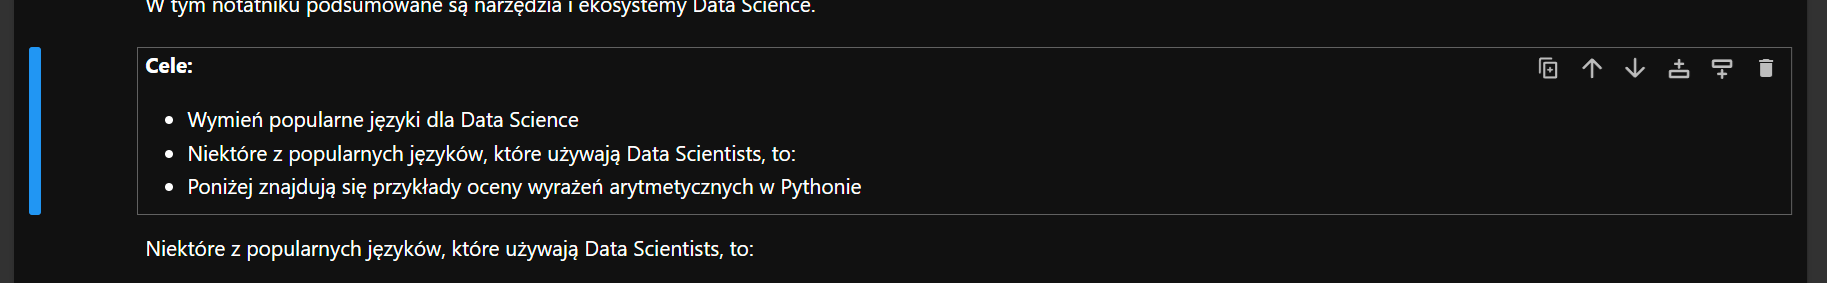 W tym notatniku podsumowane są narzędzia i ekosystemy Data Science.
Cele:
Wymień popularne języki dla Data Science
Niektóre z popularnych języków, które używają Data Scientists, to:
Poniżej znajdują się przykłady oceny wyrażeń arytmetycznych w Pythonie
Niektóre z popularnych języków, które używają Data Scientists, to: